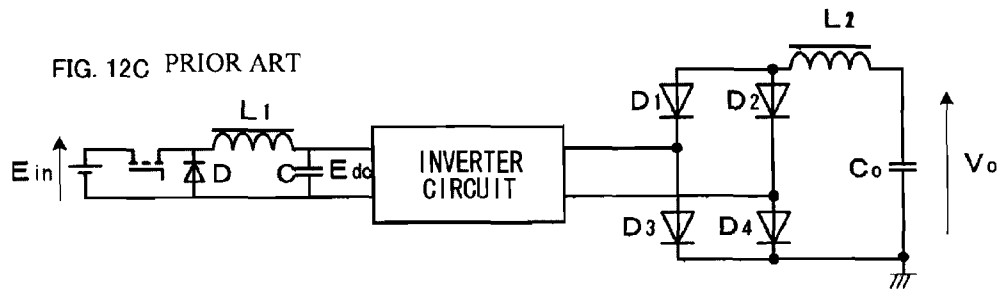 FIG. 12C PRIOR ART
L1
L2
D1
D2
Ein
D
C
Edc
INVERTER
CIRCUIT
Co
Vo
D3
D4